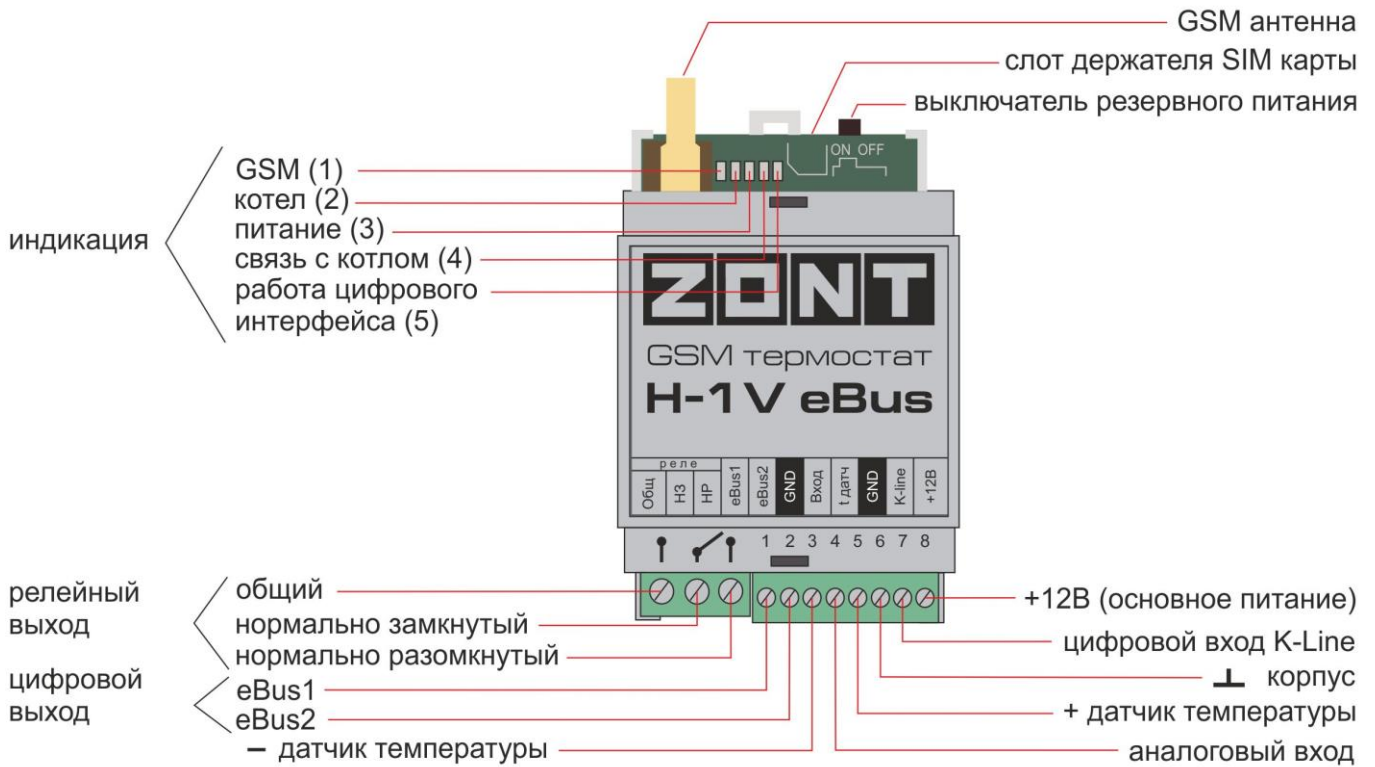 GSM антенна
слот держателя SIM карты
выключатель резервного питания
ON OFF
индикация
GSM (1)
котел (2)
питание (3)
связь с котлом (4)
работа цифрового
интерфейса (5)
ZONT
GSM термостат
H-1V eBus
реле
Общ
НЗ
НР
eBus1
eBus2
GND
Вход
t датч
GND
K-line
+12В
1 2 3 4 5 6 7 8
релейный
выход
общий
нормально замкнутый
нормально разомкнутый
цифровой
выход
eBus1
eBus2
– датчик температуры
+12В (основное питание)
цифровой вход K-Line
корпус
+ датчик температуры
аналоговый вход